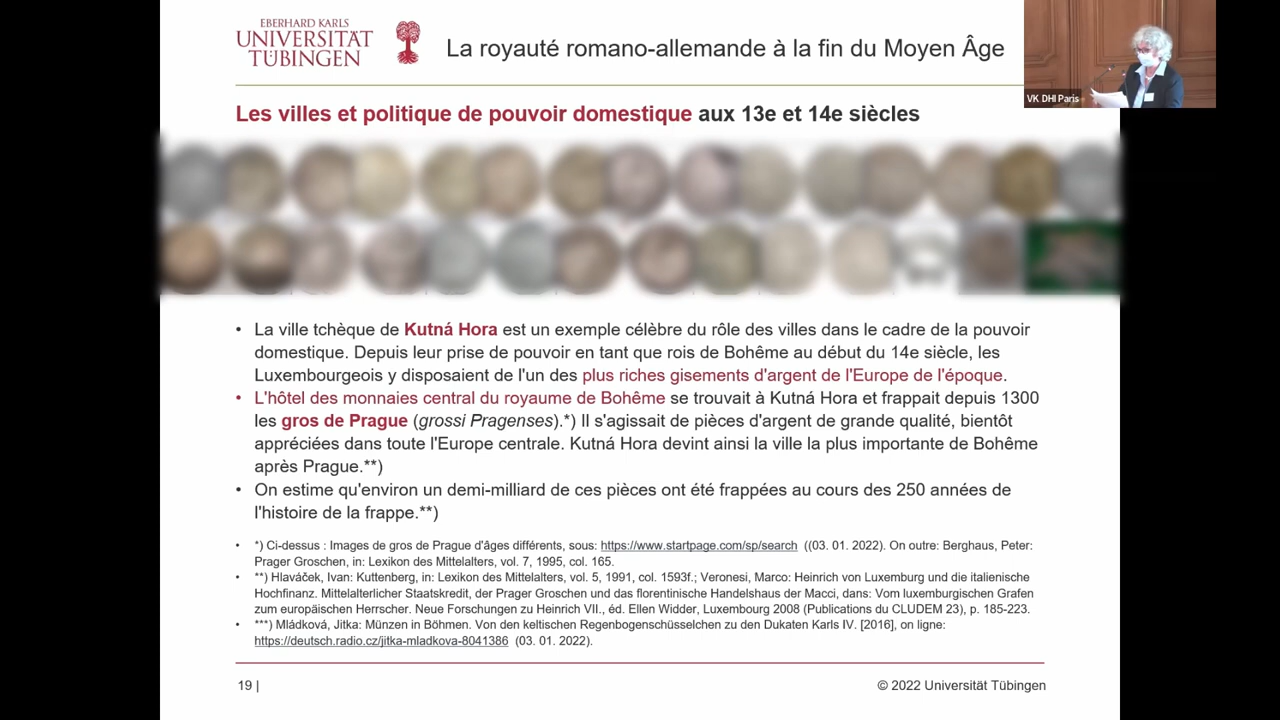 EBERHARD KARLS
UNIVERSITÄT
TÜBINGEN
La royauté romano-allemande à la fin du Moyen Âge
VK DHI Paris
Les villes et politique de pouvoir domestique aux 13e et 14e siècles
• La ville tchèque de Kutná Hora est un exemple célèbre du rôle des villes dans le cadre de la pouvoir
domestique. Depuis leur prise de pouvoir en tant que rois de Bohême au début du 14e siècle, les
Luxembourgeois y disposaient de l'un des plus riches gisements d'argent de l'Europe de l'époque.
• L'hôtel des monnaies central du royaume de Bohême se trouvait à Kutná Hora et frappait depuis 1300
les gros de Prague (grossi Pragenses).*) Il s'agissait de pièces d'argent de grande qualité, bientôt
appréciées dans toute l'Europe centrale. Kutná Hora devint ainsi la ville la plus importante de Bohême
après Prague.**)
• On estime qu'environ un demi-milliard de ces pièces ont été frappées au cours des 250 années de
l'histoire de la frappe.**)
• *) Ci-dessus : Images de gros de Prague d'âges différents, sous: https://www.startpage.com/sp/search ((03. 01. 2022). On outre: Berghaus, Peter:
Prager Groschen, in: Lexikon des Mittelalters, vol. 7, 1995, col. 165.
• **) Hlaváček, Ivan: Kuttenberg, in: Lexikon des Mittelalters, vol. 5, 1991, col. 1593f.; Veronesi, Marco: Heinrich von Luxemburg und die italienische
Hochfinanz. Mittelalterlicher Staatskredit, der Prager Groschen und das florentinische Handelshaus der Macci, dans: Vom luxemburgischen Grafen
zum europäischen Herrscher. Neue Forschungen zu Heinrich VII., éd. Ellen Widder, Luxembourg 2008 (Publications du CLUDEM 23), p. 185-223.
• ***) Mládková, Jitka: Münzen in Böhmen. Von den keltischen Regenbogenschüsselchen zu den Dukaten Karls IV. [2016], on ligne:
https://deutsch.radio.cz/jitka-mladkova-8041386 (03. 01. 2022).
19 |
© 2022 Universität Tübingen